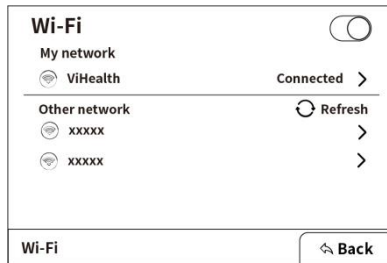 Wi-Fi
My network
ViHealth Connected
Other network Refresh
xxxxx
xxxxx
Wi-Fi Back